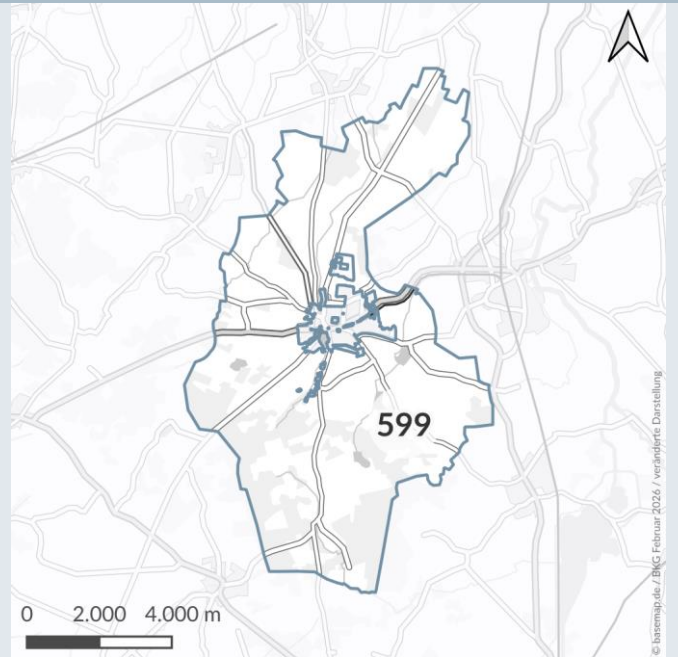 599
0 2.000 4.000 m
© basemap.de / BKG Februar 2026 / veränderte Darstellung